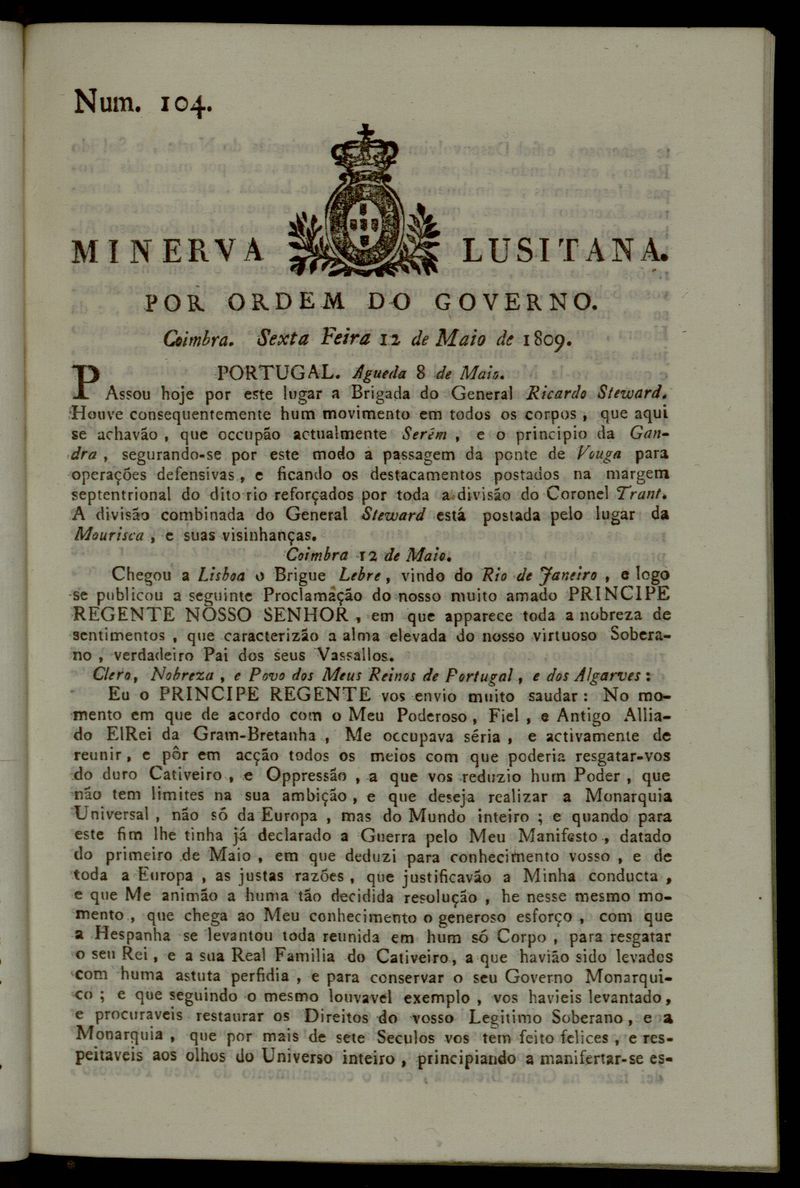 Num. 104.
MINERVA LUSITANA.
POR ORDEM DO GOVERNO.
Coimbra. Sexta Feira 12 de Maio de 1809.
PORTUGAL. Agueda 8 de Maio.
PAssou hoje por este lugar a Brigada do General Ricardo Steward.
Houve consequentemente hum movimento em todos os corpos, que aqui
se achavão, que occupão actualmente Serém, e o principio da Gan-
dra, segurando-se por este modo a passagem da ponte de Vouga para
operações defensivas, e ficando os destacamentos postados na margem
septentrional do dito rio reforçados por toda a divisão do Coronel Trant.
A divisão combinada do General Steward está postada pelo lugar da
Mourisca, e suas visinhanças.
Coimbra 12 de Maio.
Chegou a Lisboa o Brigue Lebre, vindo do Rio de Janeiro, e logo
se publicou a seguinte Proclamação do nosso muito amado PRINCIPE
REGENTE NOSSO SENHOR, em que apparece toda a nobreza de
sentimentos, que caracterizão a alma elevada do nosso virtuoso Sobera-
no, verdadeiro Pai dos seus Vassallos.
Clero, Nobreza, e Povo dos Meus Reinos de Portugal, e dos Algarves:
Eu o PRINCIPE REGENTE vos envio muito saudar: No mo-
mento em que de acordo com o Meu Poderoso, Fiel, e Antigo Allia-
do ElRei da Gram-Bretanha, Me occupava séria, e activamente de
reunir, e pôr em acção todos os meios com que poderia resgatar-vos
do duro Cativeiro, e Oppressão, a que vos reduzio hum Poder, que
não tem limites na sua ambição, e que deseja realizar a Monarquia
Universal, não só da Europa, mas do Mundo inteiro; e quando para
este fim lhe tinha já declarado a Guerra pelo Meu Manifesto, datado
do primeiro de Maio, em que deduzi para conhecimento vosso, e de
toda a Europa, as justas razões, que justificavão a Minha conducta,
e que Me animão a huma tão decidida resolução, he nesse mesmo mo-
mento, que chega ao Meu conhecimento o generoso esforço, com que
a Hespanha se levantou toda reunida em hum só Corpo, para resgatar
o seu Rei, e a sua Real Familia do Cativeiro, a que havião sido levados
com huma astuta perfidia, e para conservar o seu Governo Monarqui-
co; e que seguindo o mesmo louvavel exemplo, vos havieis levantado,
e procuraveis restaurar os Direitos do vosso Legitimo Soberano, e a
Monarquia, que por mais de sete Seculos vos tem feito felices, e res-
peitaveis aos olhos do Universo inteiro, principiando a manifertar-se es-